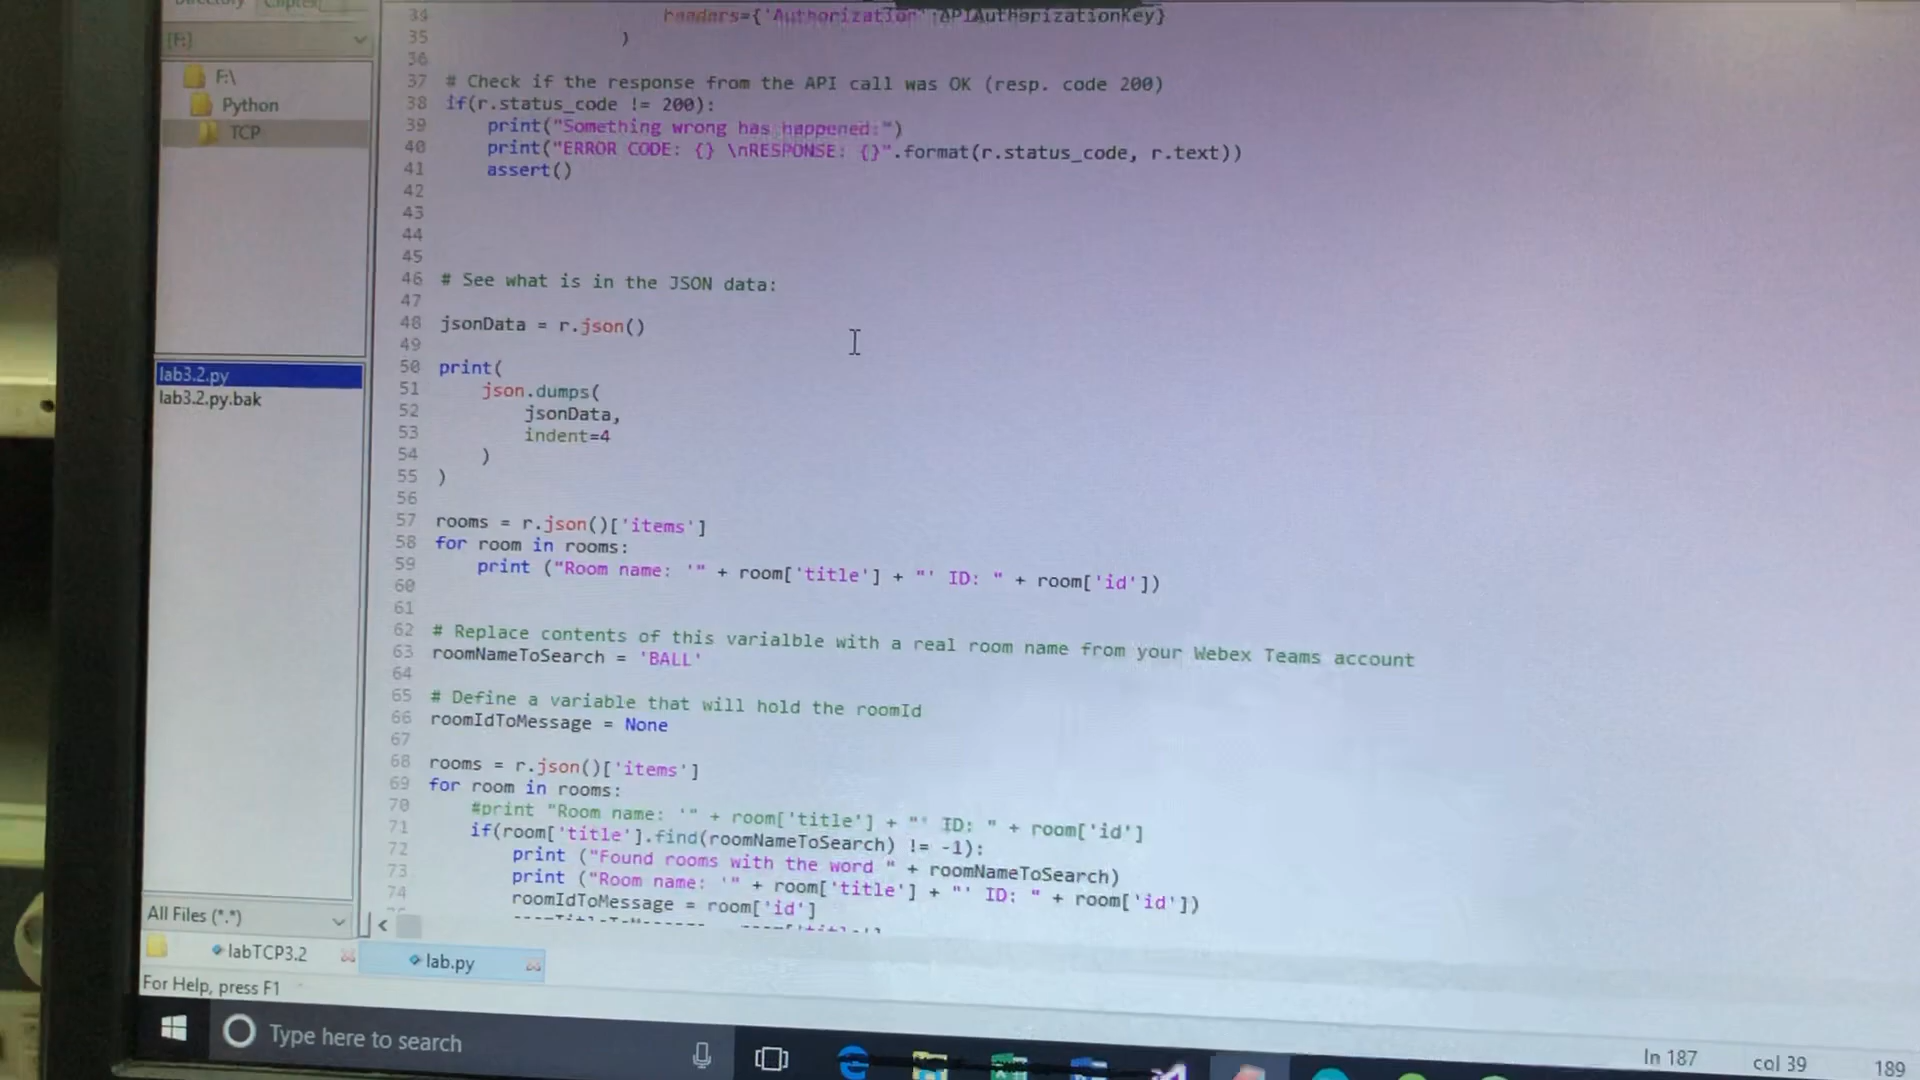 Directory Cliptext
[F:]
F:\
Python
TCP
lab3.2.py
lab3.2.py.bak
All Files (*.*)
34 headers={'Authorization': APIAuthorizationKey}
35 )
36
37 # Check if the response from the API call was OK (resp. code 200)
38 if(r.status_code != 200):
39 print("Something wrong has happened:")
40 print("ERROR CODE: {} \nRESPONSE: {}".format(r.status_code, r.text))
41 assert()
42
43
44
45
46 # See what is in the JSON data:
47
48 jsonData = r.json()
49
50 print(
51 json.dumps(
52 jsonData,
53 indent=4
54 )
55 )
56
57 rooms = r.json()['items']
58 for room in rooms:
59 print ("Room name: '" + room['title'] + "' ID: " + room['id'])
60
61
62 # Replace contents of this varialble with a real room name from your Webex Teams account
63 roomNameToSearch = 'BALL'
64
65 # Define a variable that will hold the roomId
66 roomIdToMessage = None
67
68 rooms = r.json()['items']
69 for room in rooms:
70 #print "Room name: '" + room['title'] + "' ID: " + room['id']
71 if(room['title'].find(roomNameToSearch) != -1):
72 print ("Found rooms with the word " + roomNameToSearch)
73 print ("Room name: '" + room['title'] + "' ID: " + room['id'])
74 roomIdToMessage = room['id']
labTCP3.2
lab.py
For Help, press F1
ln 187 col 39 189
Type here to search